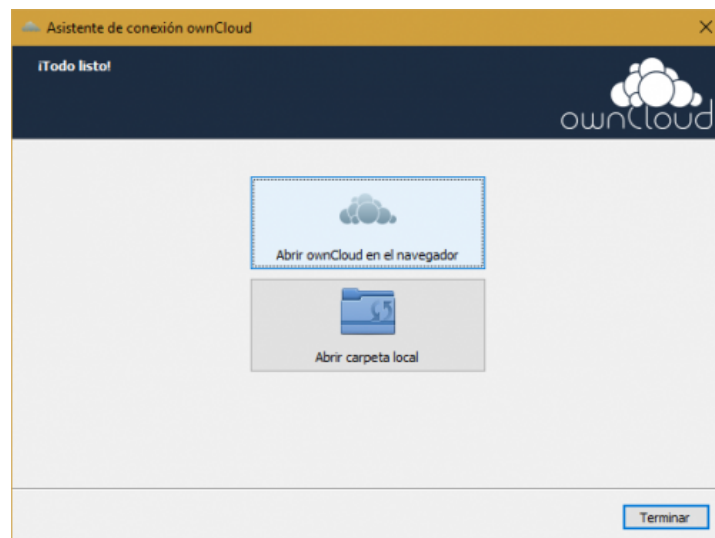 Asistente de conexión ownCloud
¡Todo listo!
ownCloud
Abrir ownCloud en el navegador
Abrir carpeta local
Terminar